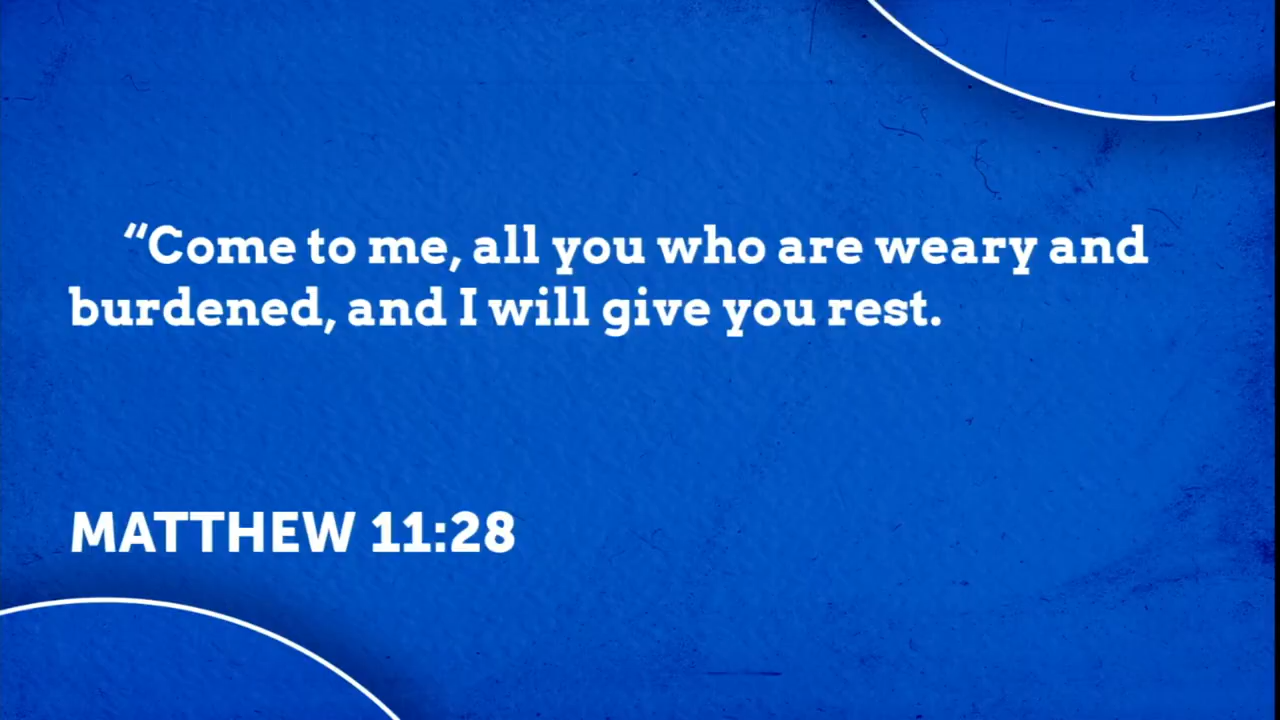 “Come to me, all you who are weary and
burdened, and I will give you rest.
MATTHEW 11:28